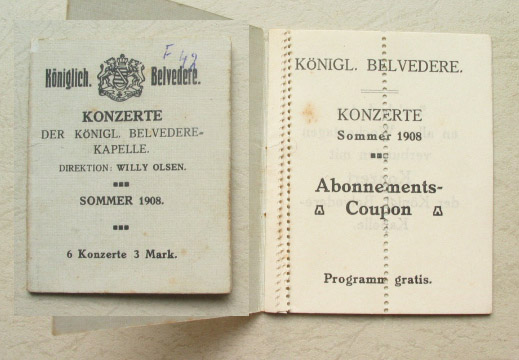 F 42
Königlich. Belvedere.
KONZERTE
DER KÖNIGL. BELVEDERE-
KAPELLE.
DIREKTION: WILLY OLSEN.
SOMMER 1908.
6 Konzerte 3 Mark.
KÖNIGL. BELVEDERE.
KONZERTE
Sommer 1908
Abonnements-
Coupon
Programm gratis.